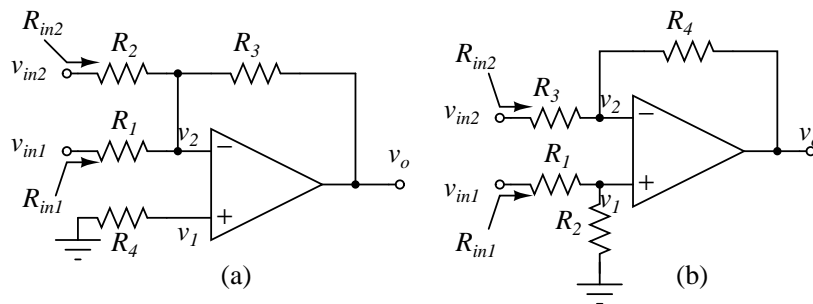 R_in2
R_2
R_3
v_in2
R_1
v_2
v_in1
−
v_o
R_in1
R_4
v_1
+
(a)
R_4
R_in2
R_3
v_2
v_in2
−
R_1
v_o
v_in1
+
v_1
R_in1
R_2
(b)